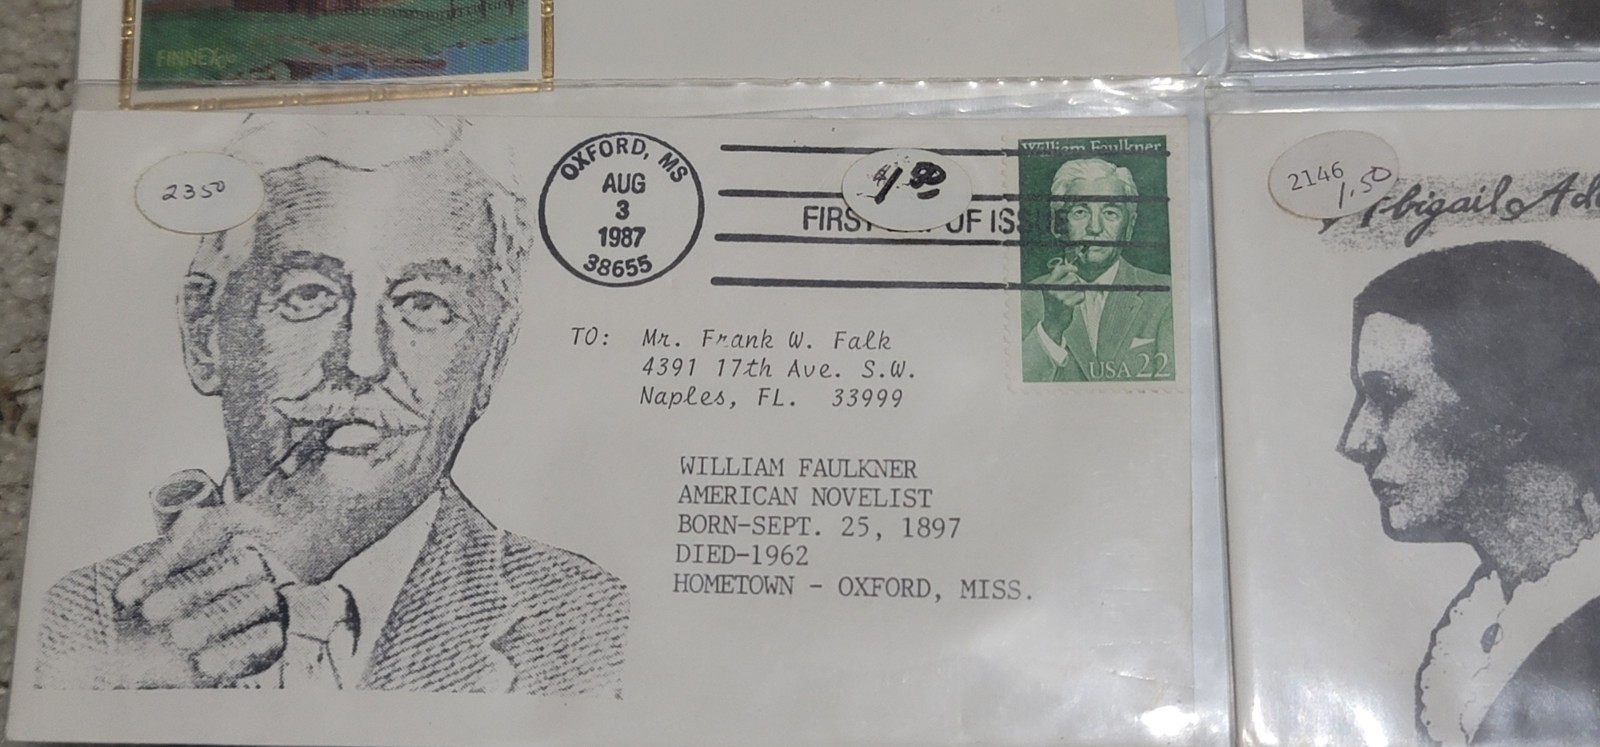 FINNEY
2350
OXFORD, MS
AUG
3
1987
38655
$1.50
FIRST OF ISSUE
William Faulkner
USA 22
TO: Mr. Frank W. Falk
4391 17th Ave. S.W.
Naples, FL. 33999
WILLIAM FAULKNER
AMERICAN NOVELIST
BORN-SEPT. 25, 1897
DIED-1962
HOMETOWN - OXFORD, MISS.
2146
1.50
Abigail Ad